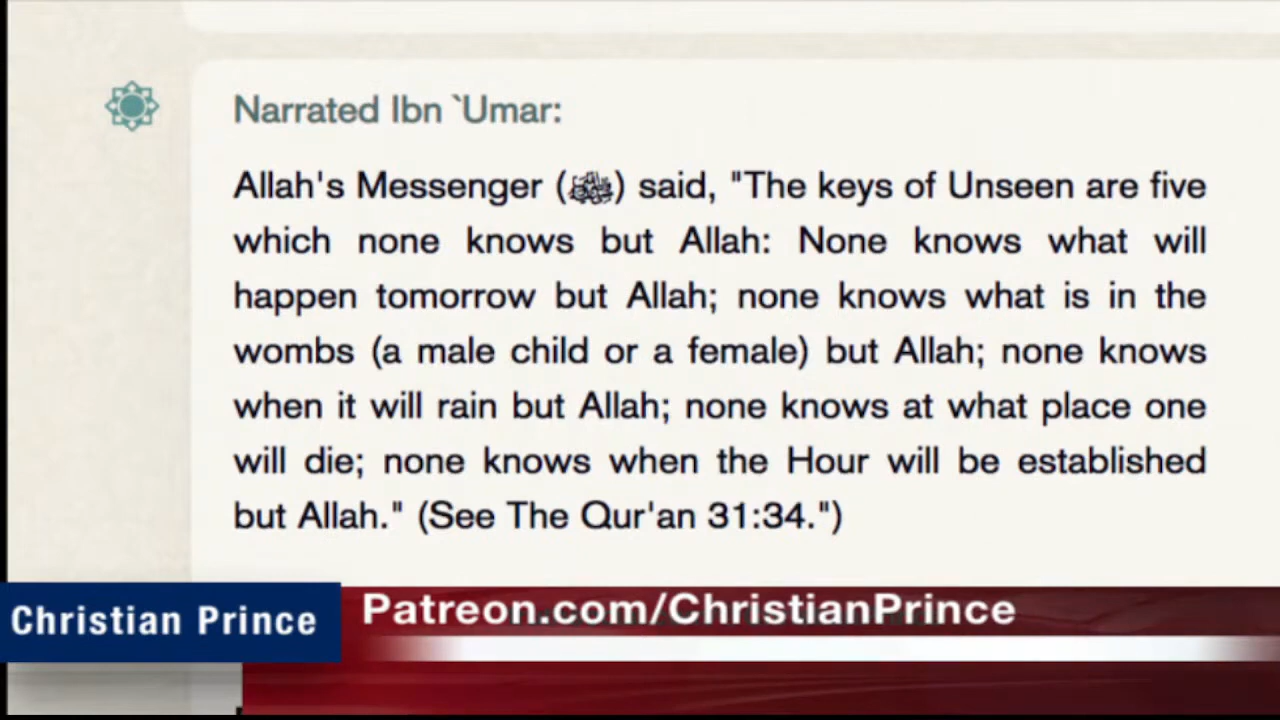 Narrated Ibn `Umar:
Allah's Messenger (ﷺ) said, "The keys of Unseen are five
which none knows but Allah: None knows what will
happen tomorrow but Allah; none knows what is in the
wombs (a male child or a female) but Allah; none knows
when it will rain but Allah; none knows at what place one
will die; none knows when the Hour will be established
but Allah." (See The Qur'an 31:34.")
Christian Prince
Patreon.com/ChristianPrince